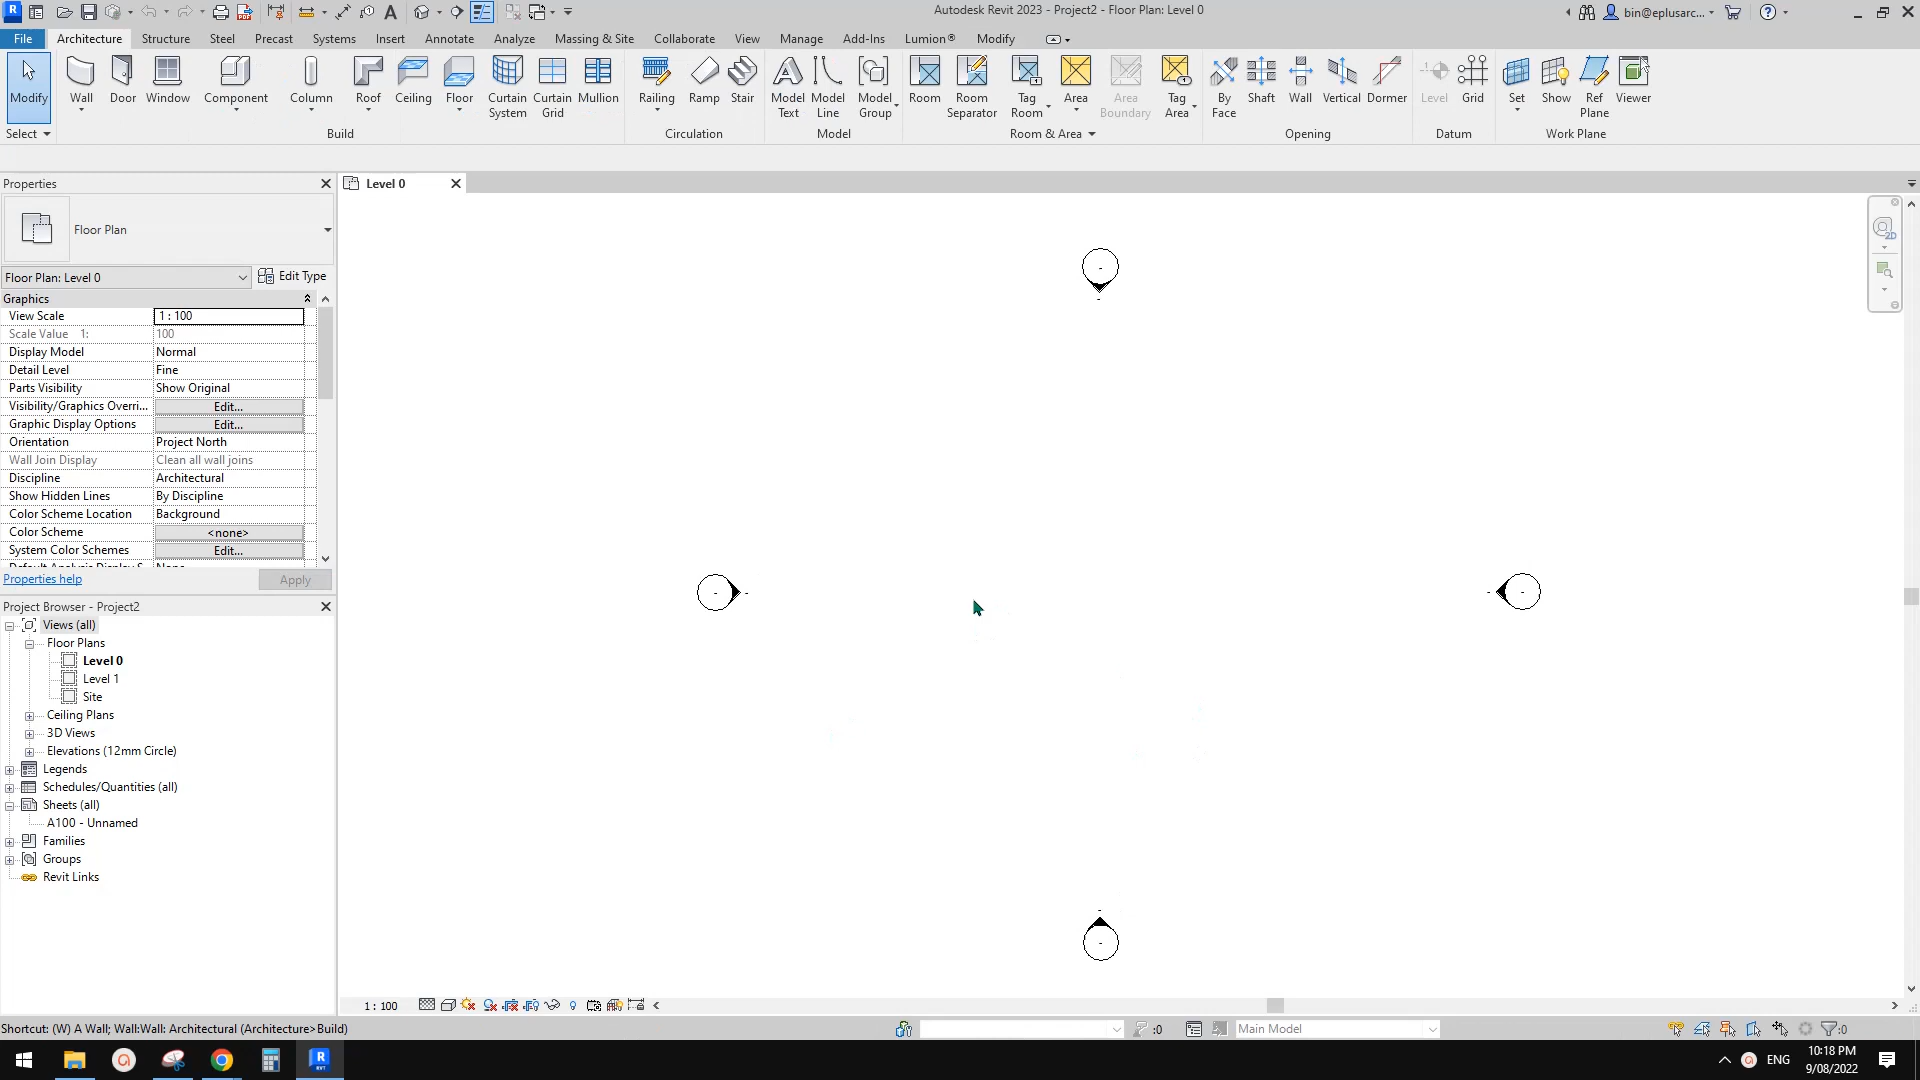 Autodesk Revit 2023 - Project2 - Floor Plan: Level 0
bin@eplusarc...
File Architecture Structure Steel Precast Systems Insert Annotate Analyze Massing & Site Collaborate View Manage Add-Ins Lumion® Modify
Modify Wall Door Window Component Column Roof Ceiling Floor Curtain System Curtain Grid Mullion Railing Ramp Stair Model Text Model Line Model Group Room Room Separator Tag Room Area Area Boundary Tag Area By Face Shaft Wall Vertical Dormer Level Grid Set Show Ref Plane Viewer
Select Build Circulation Model Room & Area Opening Datum Work Plane
Properties
Level 0
Floor Plan
Floor Plan: Level 0 Edit Type
Graphics
View Scale 1 : 100
Scale Value 1: 100
Display Model Normal
Detail Level Fine
Parts Visibility Show Original
Visibility/Graphics Overri... Edit...
Graphic Display Options Edit...
Orientation Project North
Wall Join Display Clean all wall joins
Discipline Architectural
Show Hidden Lines By Discipline
Color Scheme Location Background
Color Scheme <none>
System Color Schemes Edit...
Properties help Apply
Project Browser - Project2
Views (all)
Floor Plans
Level 0
Level 1
Site
Ceiling Plans
3D Views
Elevations (12mm Circle)
Legends
Schedules/Quantities (all)
Sheets (all)
A100 - Unnamed
Families
Groups
Revit Links
2D
1 : 100
Shortcut: (W) A Wall; Wall:Wall: Architectural (Architecture>Build)
:0
Main Model
:0
ENG
10:18 PM
9/08/2022